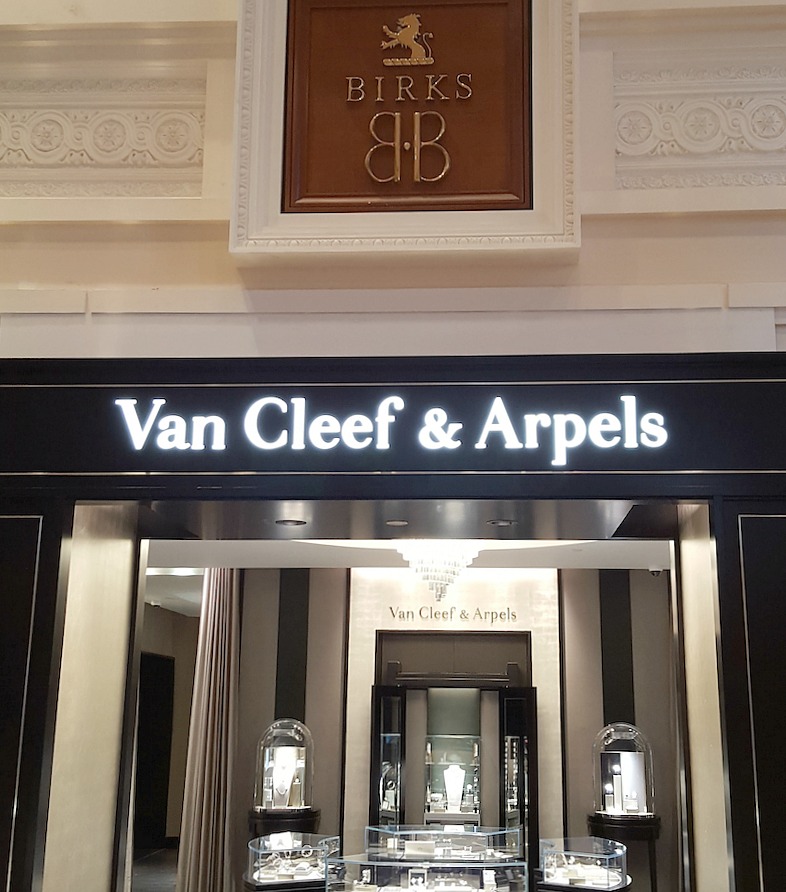 BIRKS
B·B
Van Cleef & Arpels
Van Cleef & Arpels